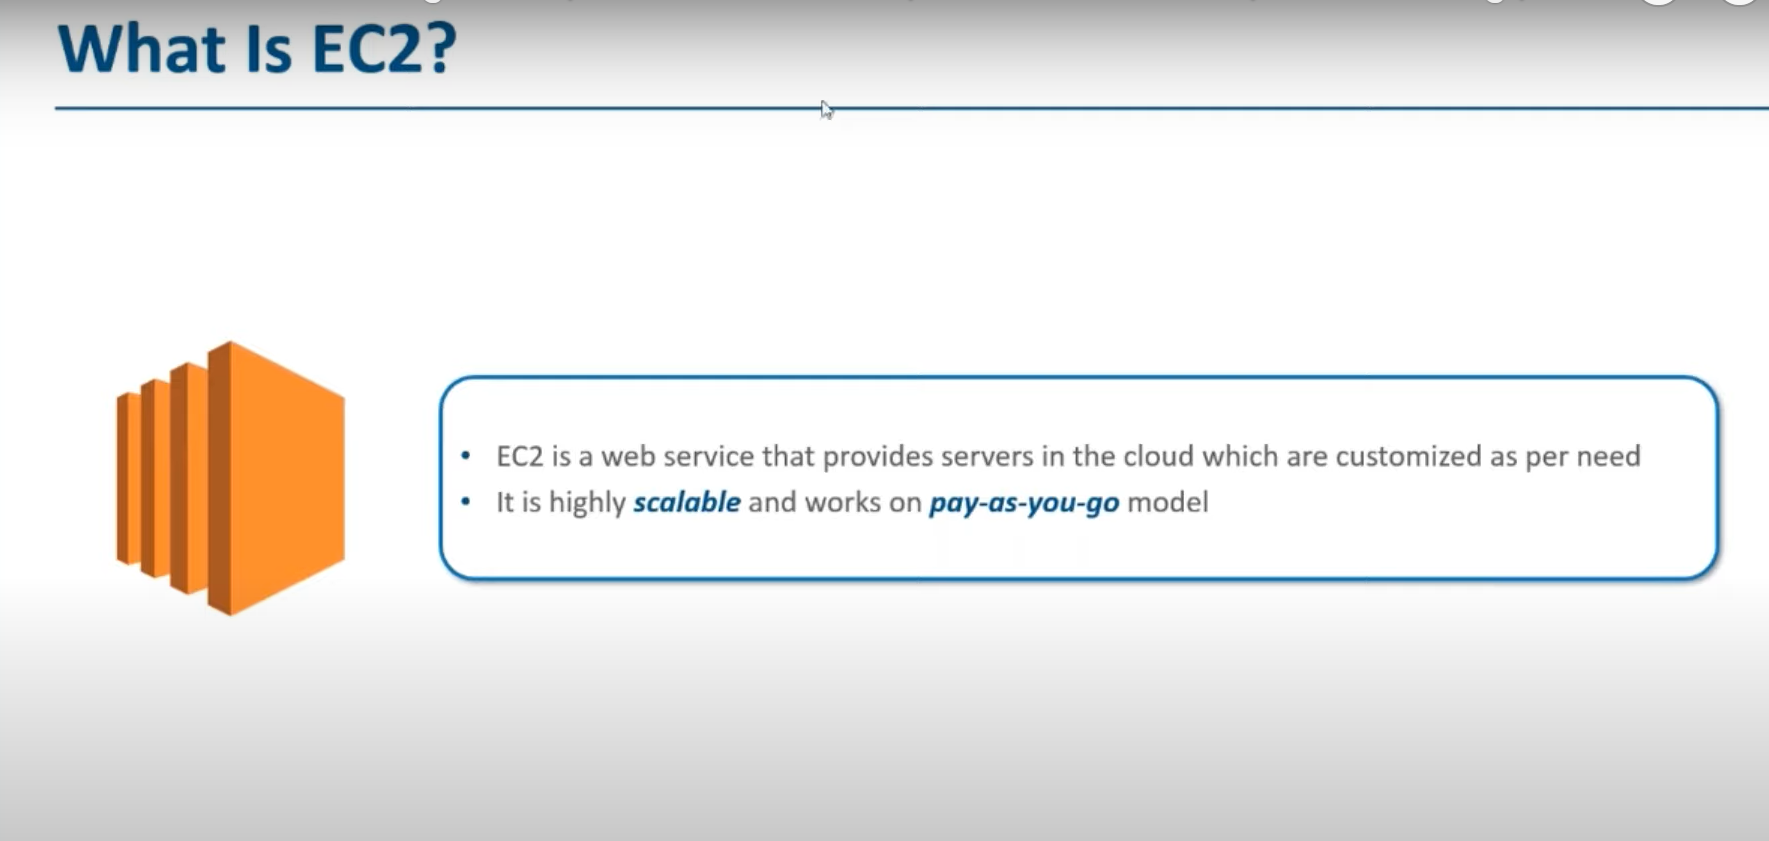 What Is EC2?
• EC2 is a web service that provides servers in the cloud which are customized as per need
• It is highly scalable and works on pay-as-you-go model